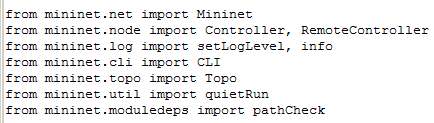 from mininet.net import Mininet
from mininet.node import Controller, RemoteController
from mininet.log import setLogLevel, info
from mininet.cli import CLI
from mininet.topo import Topo
from mininet.util import quietRun
from mininet.moduledeps import pathCheck